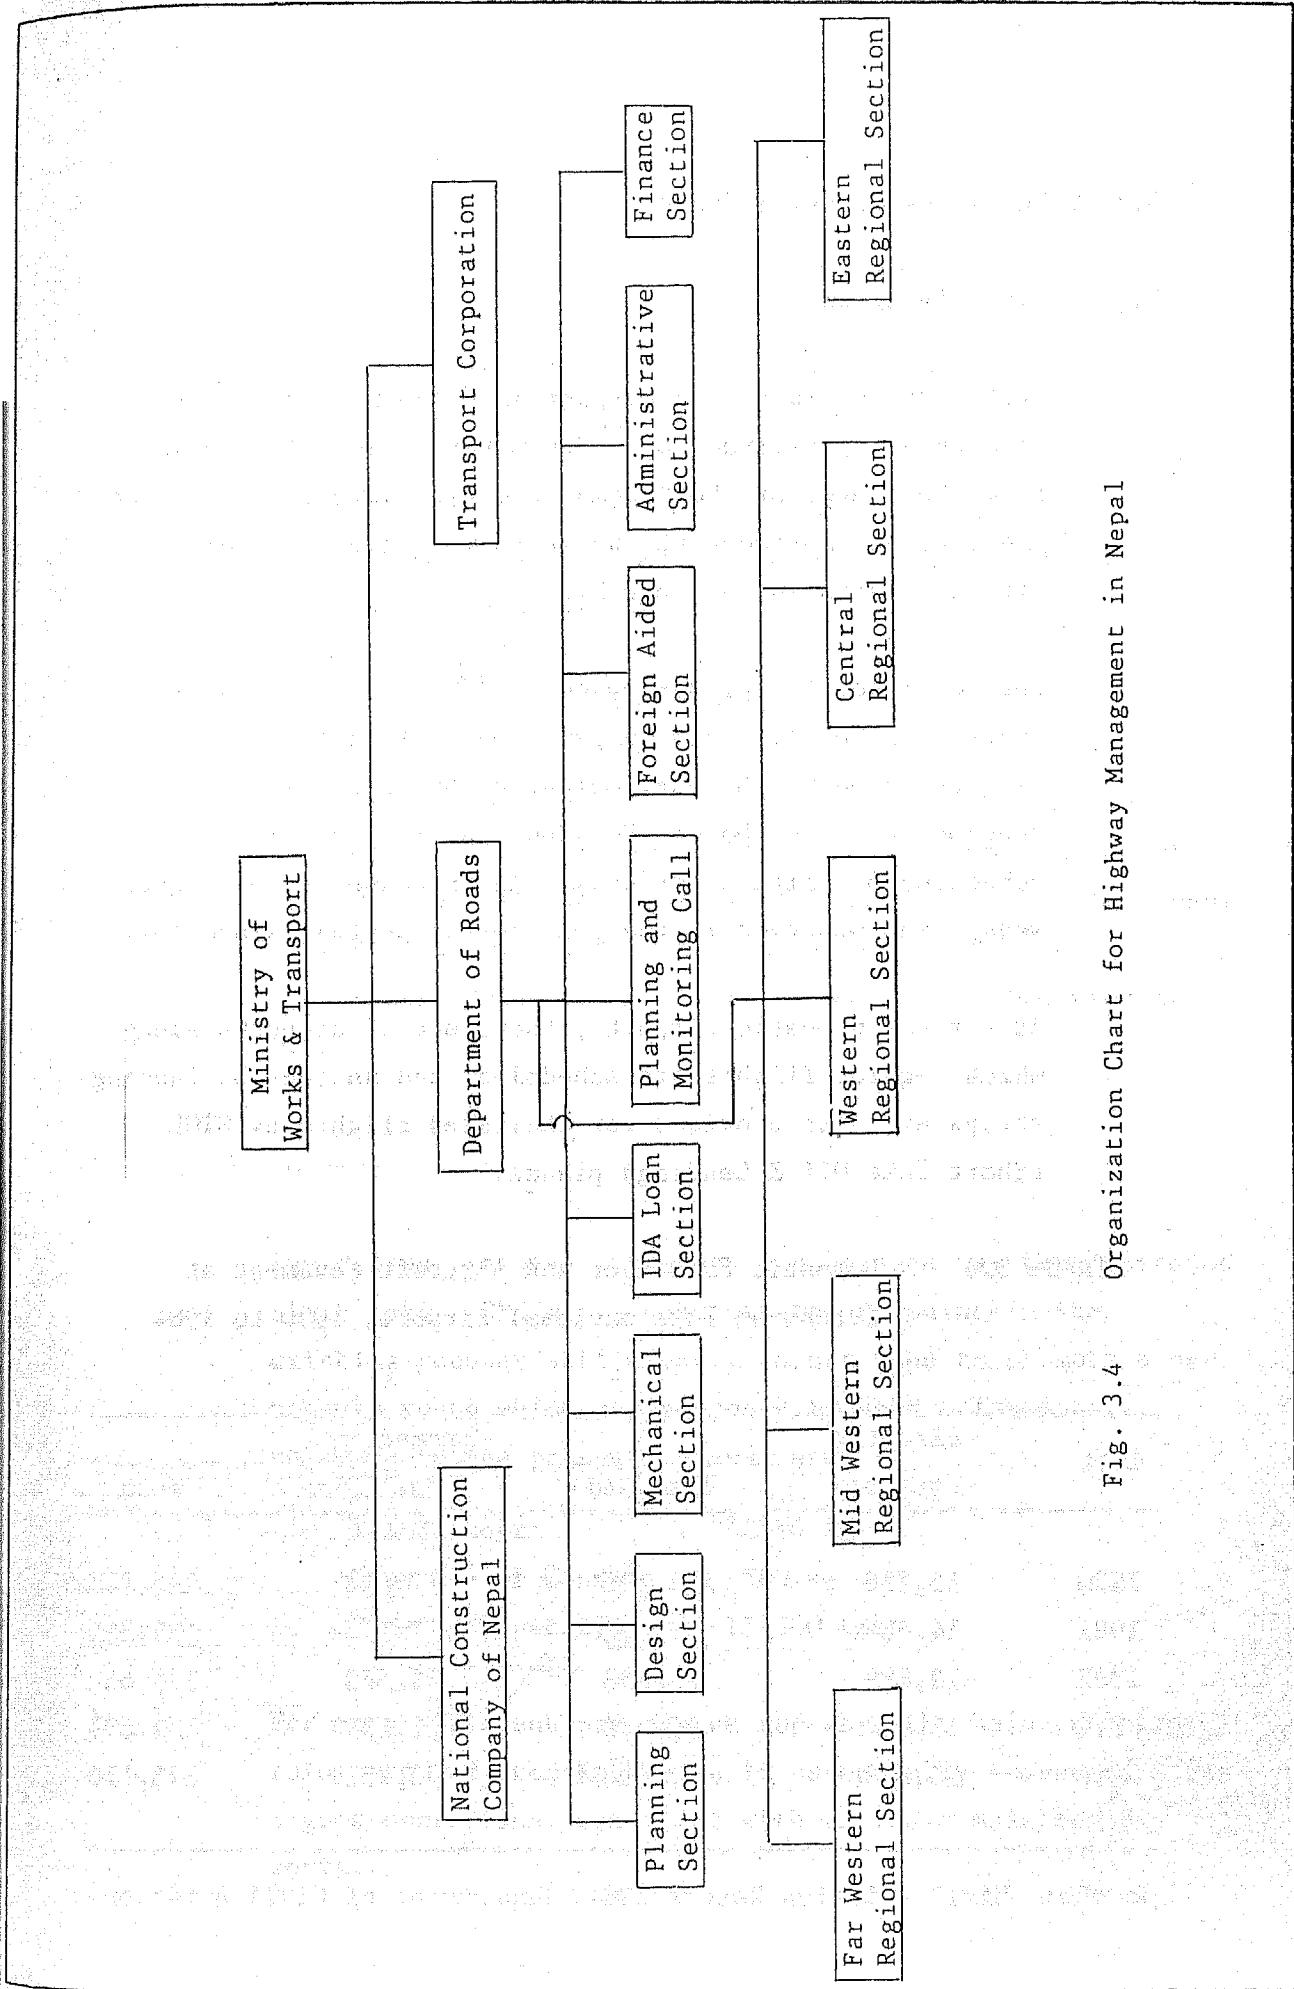 Ministry of
Works & Transport
National Construction
Company of Nepal
Department of Roads
Transport Corporation
Planning
Section
Design
Section
Mechanical
Section
IDA Loan
Section
Planning and
Monitoring Call
Foreign Aided
Section
Administrative
Section
Finance
Section
Far Western
Regional Section
Mid Western
Regional Section
Western
Regional Section
Central
Regional Section
Eastern
Regional Section
Fig. 3.4 Organization Chart for Highway Management in Nepal